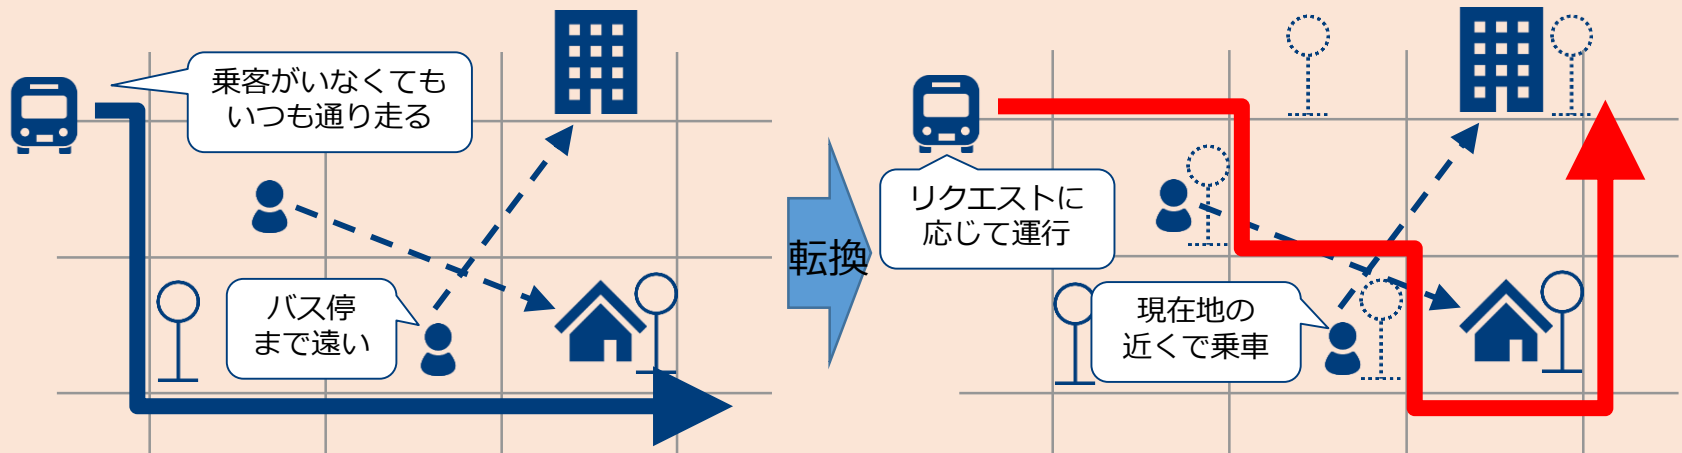 乗客がいなくても
いつも通り走る
バス停
まで遠い
転換
リクエストに
応じて運行
現在地の
近くで乗車